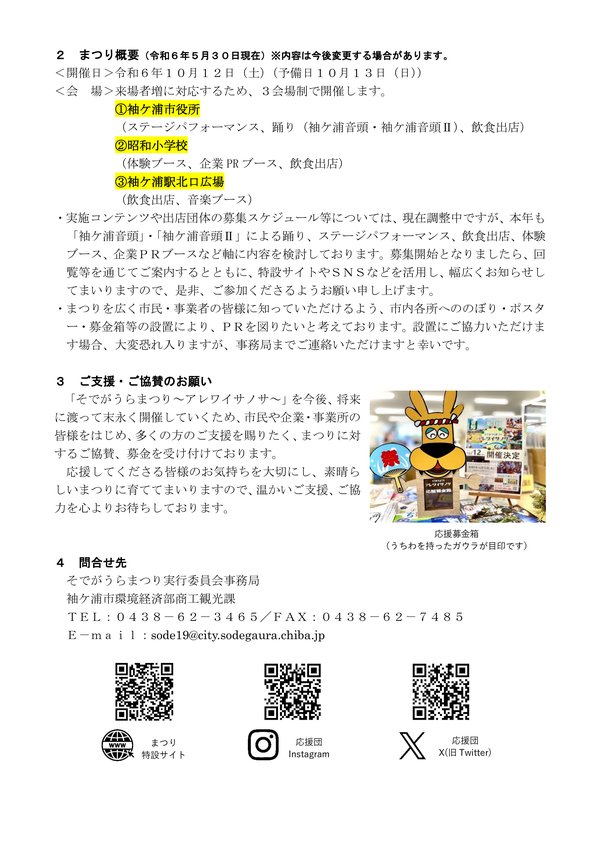 ２　まつり概要（令和６年５月３０日現在）※内容は今後変更する場合があります。
＜開催日＞令和６年１０月１２日（土）（予備日１０月１３日（日））
＜会　場＞来場者増に対応するため、３会場制で開催します。
①袖ケ浦市役所
（ステージパフォーマンス、踊り（袖ケ浦音頭・袖ケ浦音頭Ⅱ）、飲食出店）
②昭和小学校
（体験ブース、企業 PR ブース、飲食出店）
③袖ケ浦駅北口広場
（飲食出店、音楽ブース）
・実施コンテンツや出店団体の募集スケジュール等については、現在調整中ですが、本年も
「袖ケ浦音頭」・「袖ケ浦音頭Ⅱ」による踊り、ステージパフォーマンス、飲食出店、体験
ブース、企業ＰＲブースなど軸に内容を検討しております。募集開始となりましたら、回
覧等を通じてご案内するとともに、特設サイトやＳＮＳなどを活用し、幅広くお知らせし
てまいりますので、是非、ご参加くださるようお願い申し上げます。
・まつりを広く市民・事業者の皆様に知っていただけるよう、市内各所へののぼり・ポスタ
ー・募金箱等の設置により、ＰＲを図りたいと考えております。設置にご協力いただけま
す場合、大変恐れ入りますが、事務局までご連絡いただけますと幸いです。
３　ご支援・ご協賛のお願い
「そでがうらまつり～アレワイサノサ～」を今後、将来
に渡って末永く開催していくため、市民や企業・事業所の
皆様をはじめ、多くの方のご支援を賜りたく、まつりに対
するご協賛、募金を受け付けております。
応援してくださる皆様のお気持ちを大切にし、素晴ら
しいまつりに育ててまいりますので、温かいご支援、ご協
力を心よりお待ちしております。
祭
アレワイサノサ
開催決定
応援募金箱
応援募金箱
（うちわを持ったガウラが目印です）
４　問合せ先
そでがうらまつり実行委員会事務局
袖ケ浦市環境経済部商工観光課
ＴＥＬ：０４３８－６２－３４６５／ＦＡＸ：０４３８－６２－７４８５
Ｅ－ｍａｉｌ：sode19@city.sodegaura.chiba.jp
WWW
まつり
特設サイト
応援団
Instagram
応援団
X(旧 Twitter)